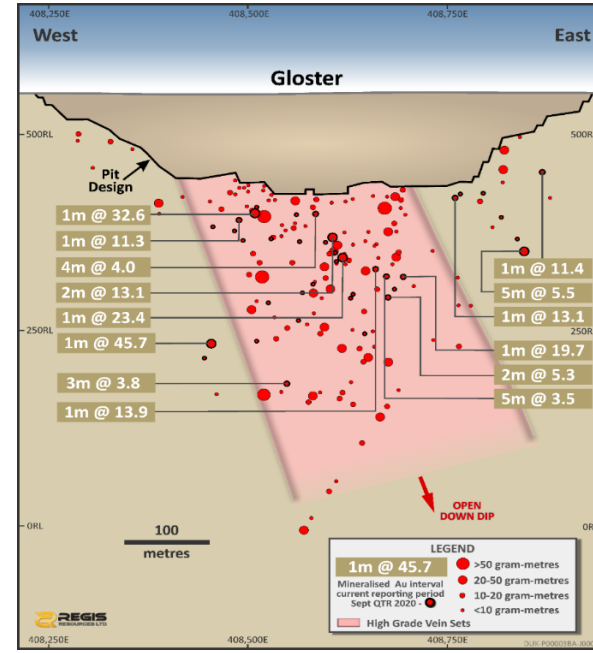 408,250E 408,500E 408,750E
West East
Gloster
500RL 500R
Pit
Design
1m @ 32.6
1m @ 11.3
4m @ 4.0
2m @ 13.1
1m @ 23.4
1m @ 45.7
3m @ 3.8
1m @ 13.9
1m @ 11.4
5m @ 5.5
1m @ 13.1
1m @ 19.7
2m @ 5.3
5m @ 3.5
250RL 250R
OPEN
DOWN DIP
0RL 0R
100
metres
LEGEND
1m @ 45.7
Mineralised Au interval
current reporting period
Sept QTR 2020 -
>50 gram-metres
20-50 gram-metres
10-20 gram-metres
<10 gram-metres
High Grade Vein Sets
REGIS
RESOURCES LTD
408,250E 408,500E 408,750E